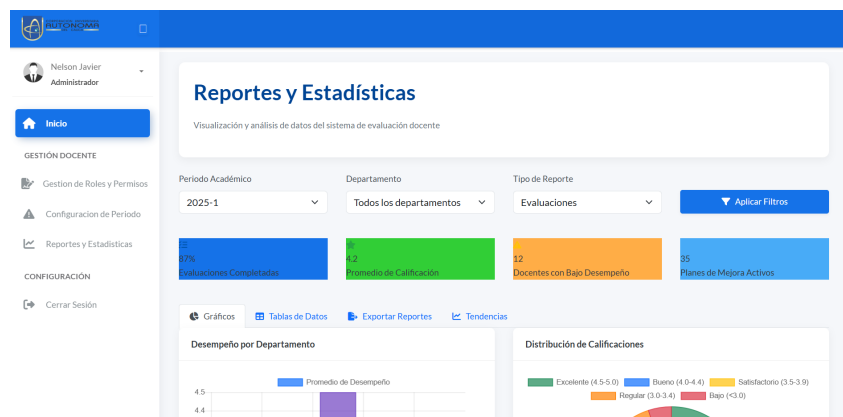 AUTONOMA
Nelson Javier
Administrador
Inicio
GESTIÓN DOCENTE
Gestion de Roles y Permisos
Configuracion de Periodo
Reportes y Estadisticas
CONFIGURACIÓN
Cerrar Sesión
Reportes y Estadísticas
Visualización y análisis de datos del sistema de evaluación docente
Periodo Académico
Departamento
Tipo de Reporte
2025-1
Todos los departamentos
Evaluaciones
Aplicar Filtros
87%
Evaluaciones Completadas
4.2
Promedio de Calificación
12
Docentes con Bajo Desempeño
35
Planes de Mejora Activos
Gráficos
Tablas de Datos
Exportar Reportes
Tendencias
Desempeño por Departamento
Promedio de Desempeño
4.5
4.4
Distribución de Calificaciones
Excelente (4.5-5.0)
Bueno (4.0-4.4)
Satisfactorio (3.5-3.9)
Regular (3.0-3.4)
Bajo (<3.0)